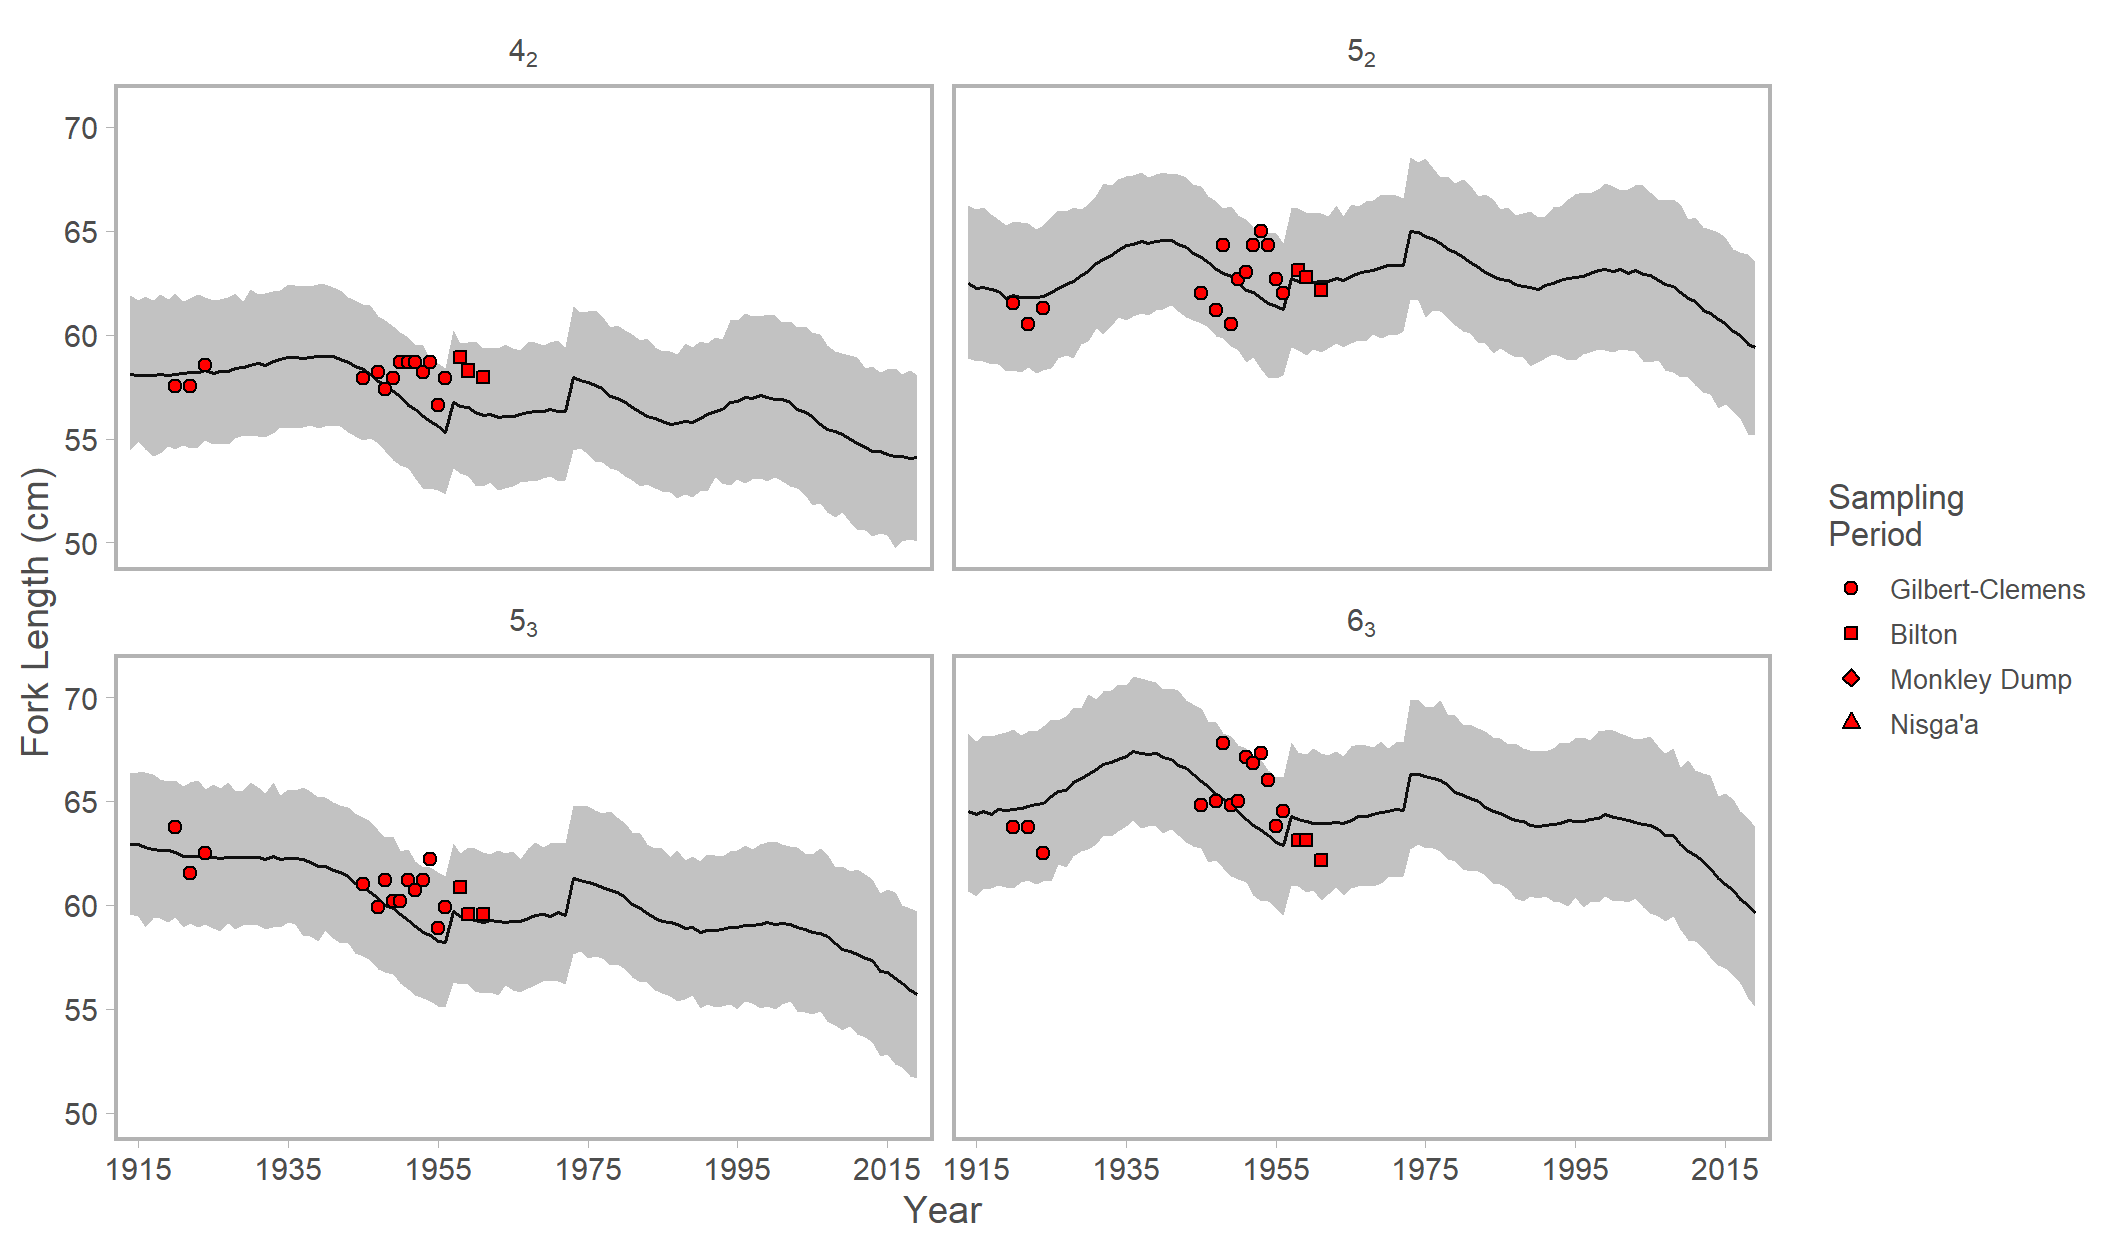 4₂
5₂
70
65
60
55
50
5₃
6₃
70
65
60
55
50
Fork Length (cm)
1915 1935 1955 1975 1995 2015
1915 1935 1955 1975 1995 2015
Year
Sampling
Period
Gilbert-Clemens
Bilton
Monkley Dump
Nisga'a